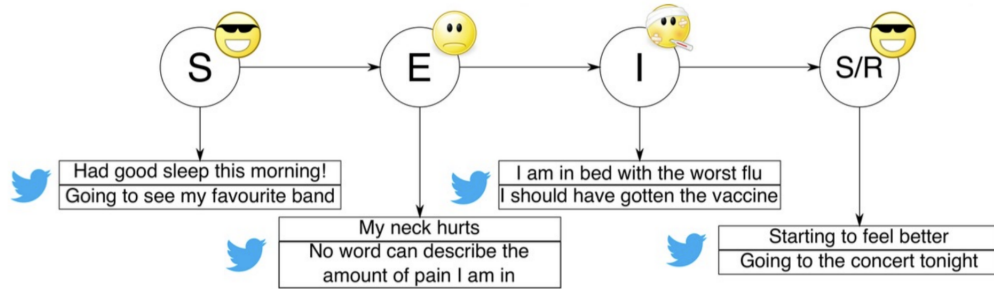 S
E
I
S/R
Had good sleep this morning!
Going to see my favourite band
My neck hurts
No word can describe the
amount of pain I am in
I am in bed with the worst flu
I should have gotten the vaccine
Starting to feel better
Going to the concert tonight